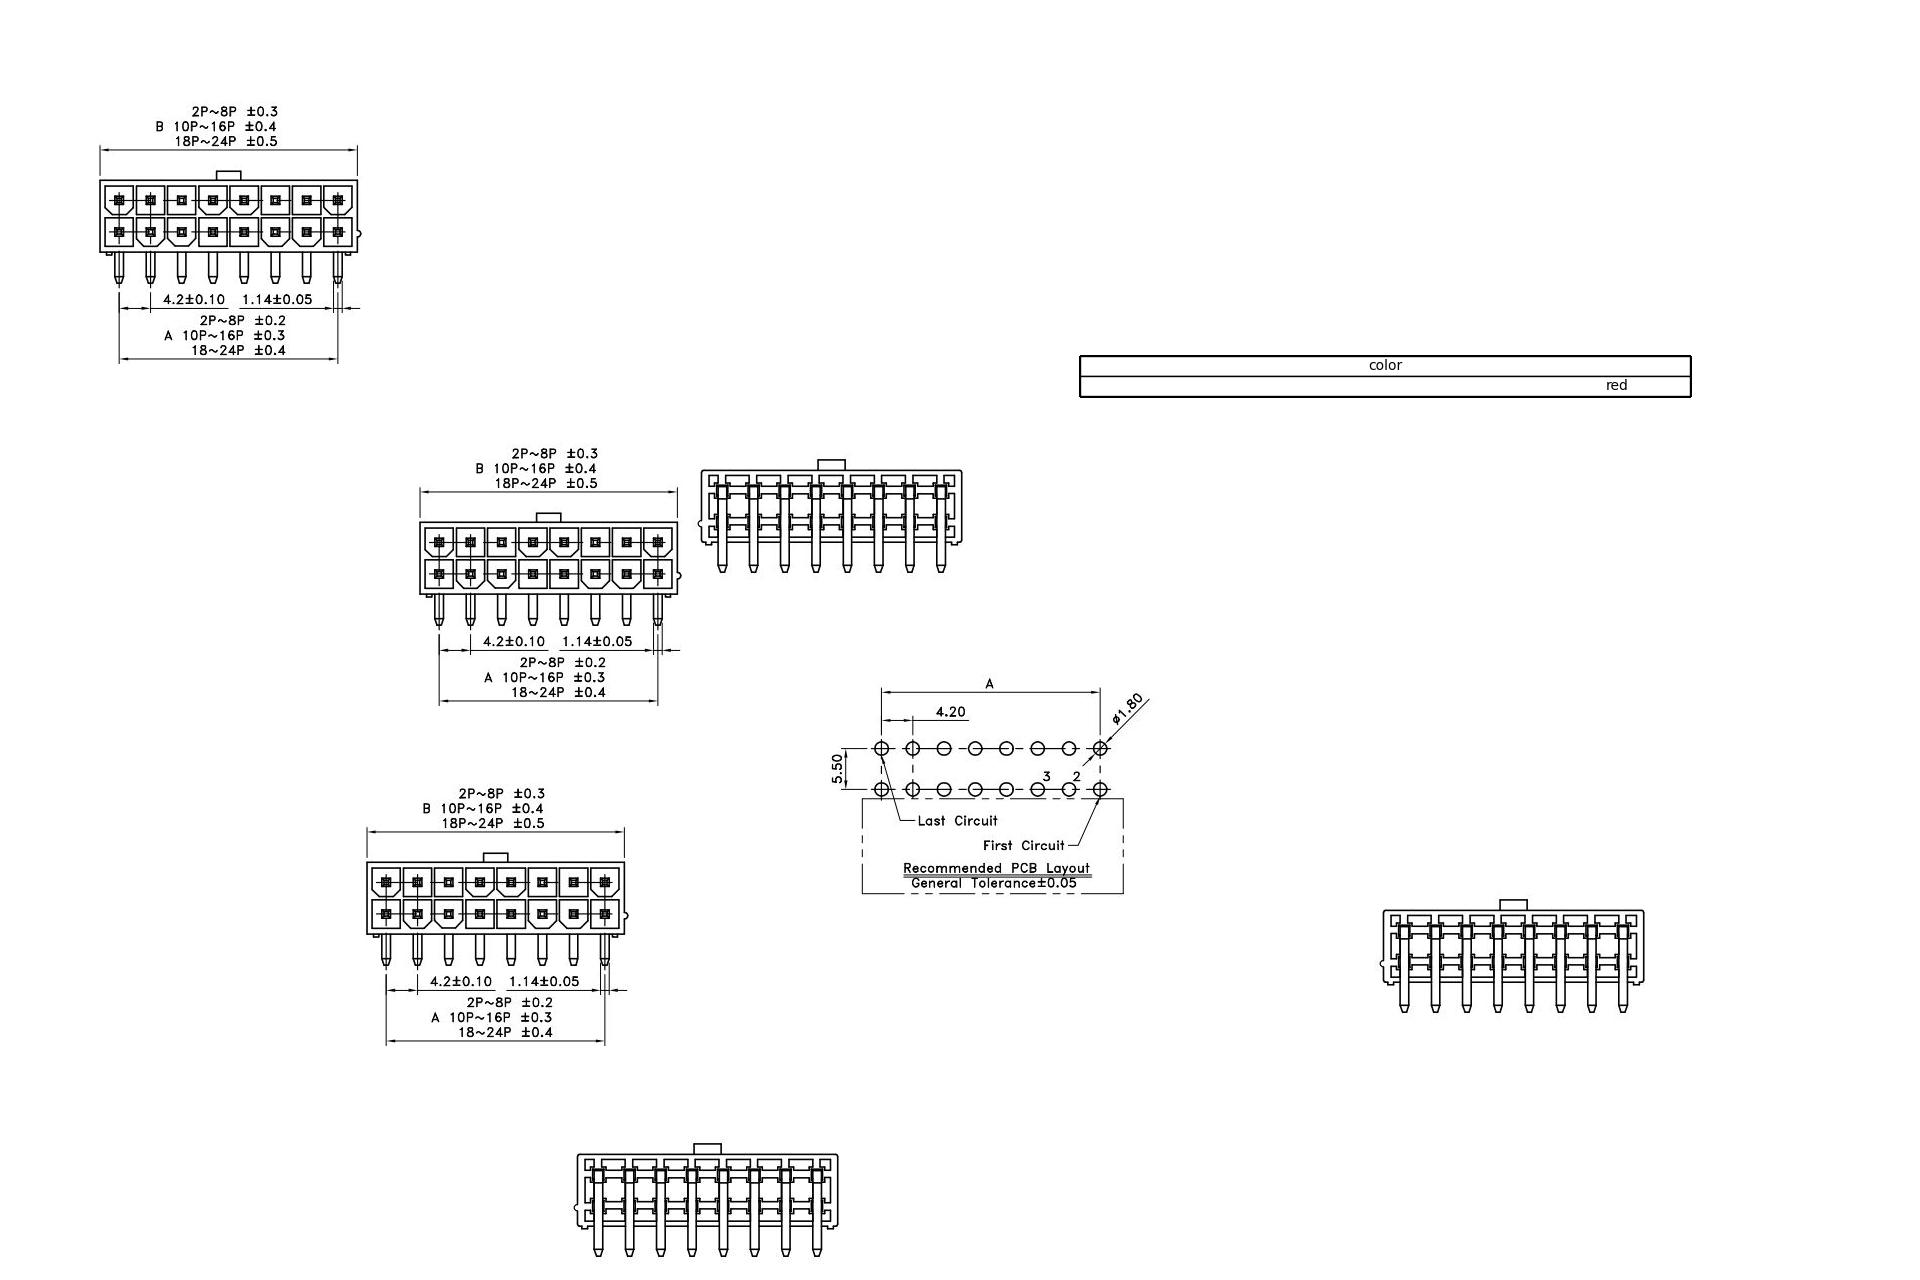 2P~8P ±0.3
B 10P~16P ±0.4
18P~24P ±0.5
4.2±0.10 1.14±0.05
2P~8P ±0.2
A 10P~16P ±0.3
18~24P ±0.4
color
red
2P~8P ±0.3
B 10P~16P ±0.4
18P~24P ±0.5
4.2±0.10 1.14±0.05
2P~8P ±0.2
A 10P~16P ±0.3
18~24P ±0.4
A
4.20
ø1.80
5.50
3 2
Last Circuit
First Circuit
Recommended PCB Layout
General Tolerance±0.05
2P~8P ±0.3
B 10P~16P ±0.4
18P~24P ±0.5
4.2±0.10 1.14±0.05
2P~8P ±0.2
A 10P~16P ±0.3
18~24P ±0.4